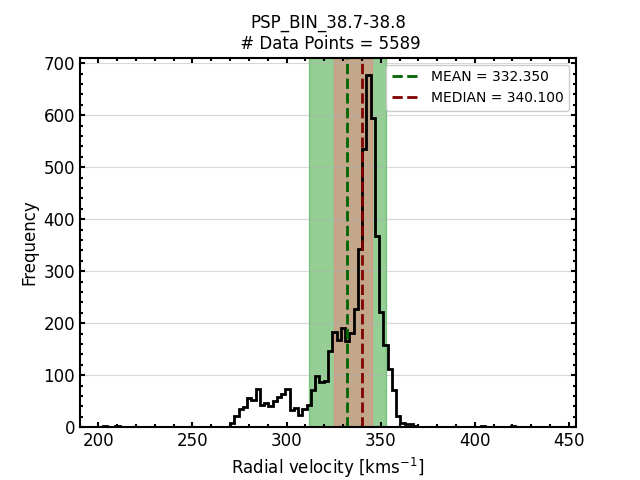 PSP_BIN_38.7-38.8
# Data Points = 5589
MEAN = 332.350
MEDIAN = 340.100
Frequency
700
600
500
400
300
200
100
0
200 250 300 350 400 450
Radial velocity [kms⁻¹]